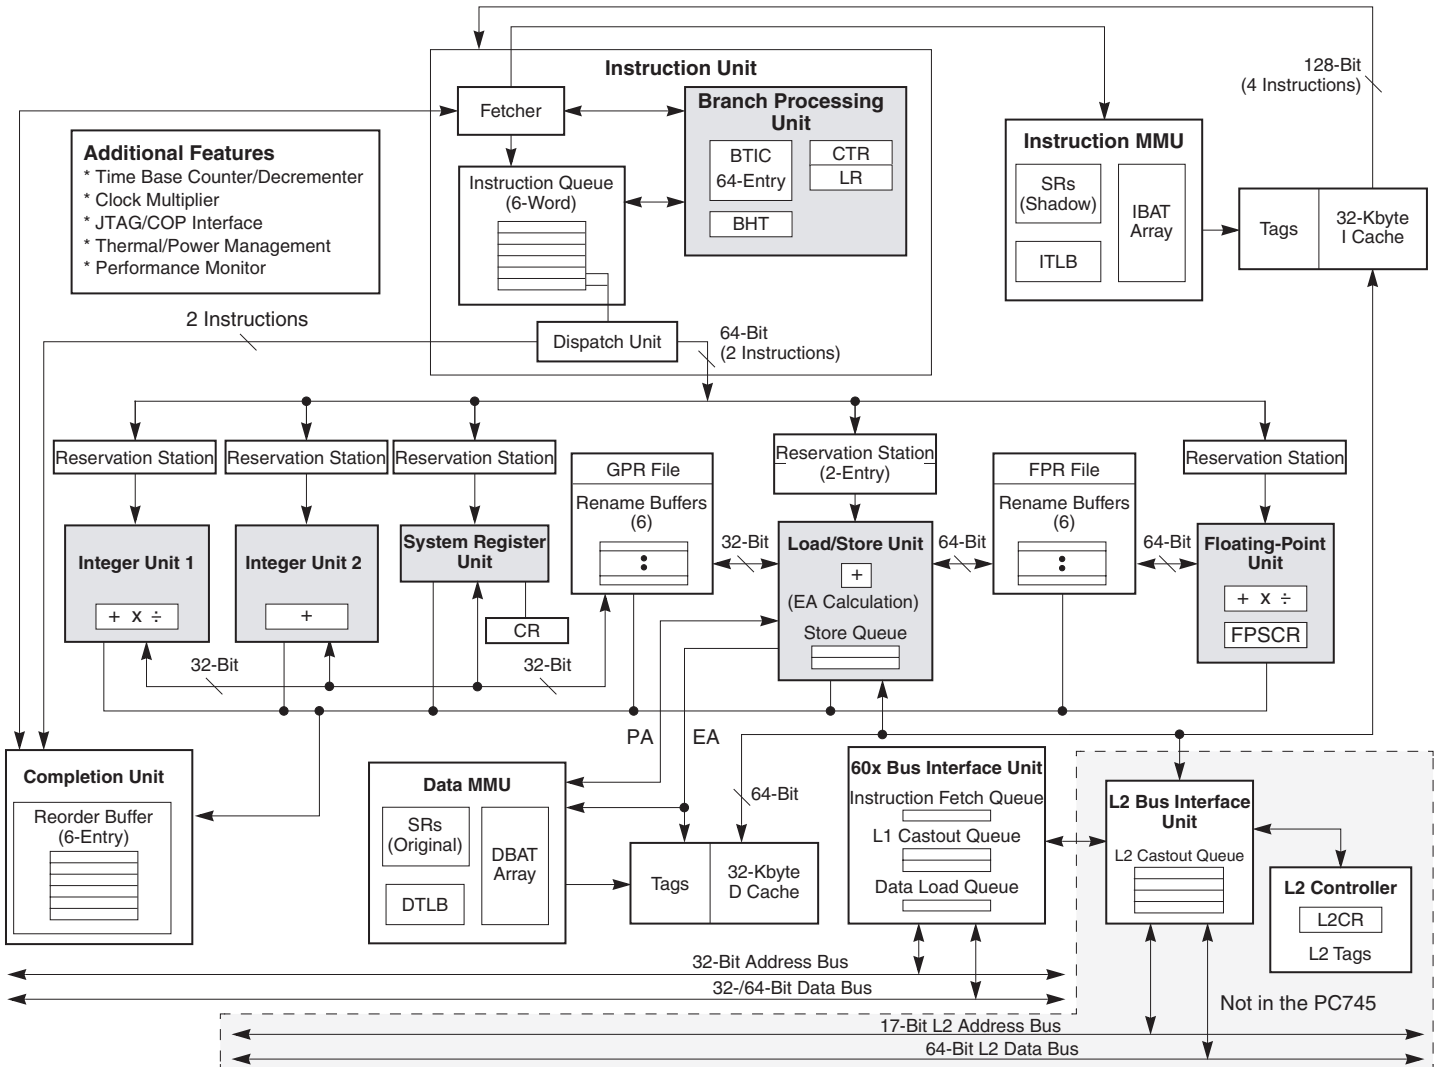 Instruction Unit
128-Bit
(4 Instructions)
Fetcher
Branch Processing
Unit
BTIC
64-Entry
CTR
LR
BHT
Additional Features
* Time Base Counter/Decrementer
* Clock Multiplier
* JTAG/COP Interface
* Thermal/Power Management
* Performance Monitor
Instruction Queue
(6-Word)
Instruction MMU
SRs
(Shadow)
IBAT
Array
ITLB
Tags
32-Kbyte
I Cache
2 Instructions
Dispatch Unit
64-Bit
(2 Instructions)
Reservation Station
Reservation Station
Reservation Station
GPR File
Rename Buffers
(6)
Reservation Station
(2-Entry)
FPR File
Rename Buffers
(6)
Reservation Station
Integer Unit 1
+ x ÷
Integer Unit 2
+
System Register
Unit
CR
32-Bit
Load/Store Unit
+
(EA Calculation)
Store Queue
64-Bit
64-Bit
Floating-Point
Unit
+ x ÷
FPSCR
32-Bit
32-Bit
PA
EA
Completion Unit
Reorder Buffer
(6-Entry)
Data MMU
SRs
(Original)
DBAT
Array
DTLB
64-Bit
Tags
32-Kbyte
D Cache
60x Bus Interface Unit
Instruction Fetch Queue
L1 Castout Queue
Data Load Queue
L2 Bus Interface
Unit
L2 Castout Queue
L2 Controller
L2CR
L2 Tags
32-Bit Address Bus
32-/64-Bit Data Bus
Not in the PC745
17-Bit L2 Address Bus
64-Bit L2 Data Bus